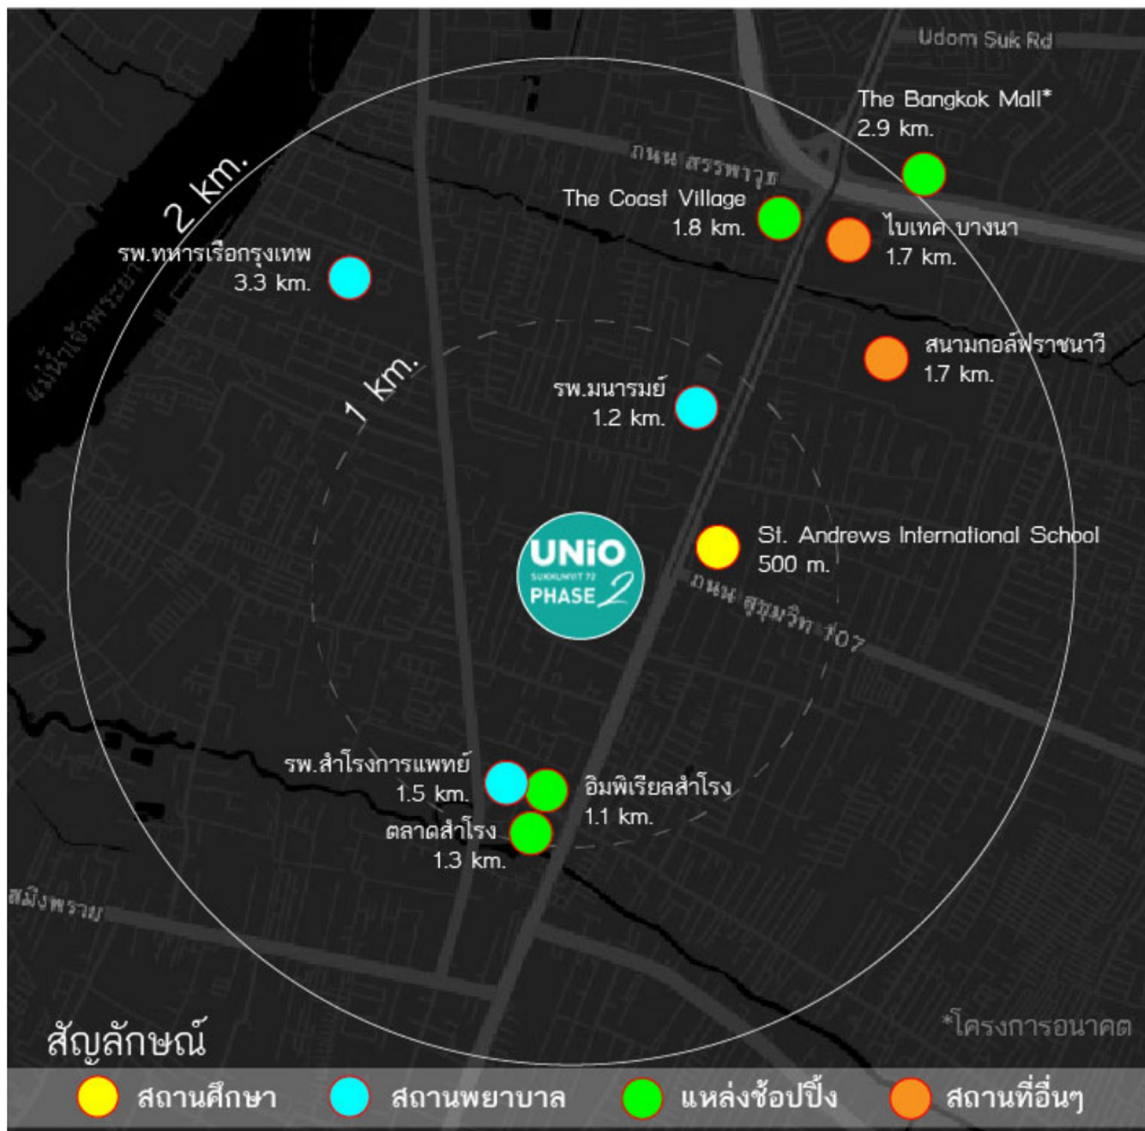 Udom Suk Rd
The Bangkok Mall*
2.9 km.
ถนน สรรพาวุธ
The Coast Village
1.8 km.
ไบเทค บางนา
1.7 km.
2 km.
รพ.ทหารเรือกรุงเทพ
3.3 km.
แม่น้ำเจ้าพระยา
สนามกอล์ฟราชนาวี
1.7 km.
1 km.
รพ.มนารมย์
1.2 km.
UNiO
SUKHUMVIT 72
PHASE 2
St. Andrews International School
500 m.
ถนน สุขุมวิท 107
รพ.สำโรงการแพทย์
1.5 km.
อิมพิเรียลสำโรง
1.1 km.
ตลาดสำโรง
1.3 km.
สมิงพราย
*โครงการอนาคต
สัญลักษณ์
สถานศึกษา
สถานพยาบาล
แหล่งช้อปปิ้ง
สถานที่อื่นๆ